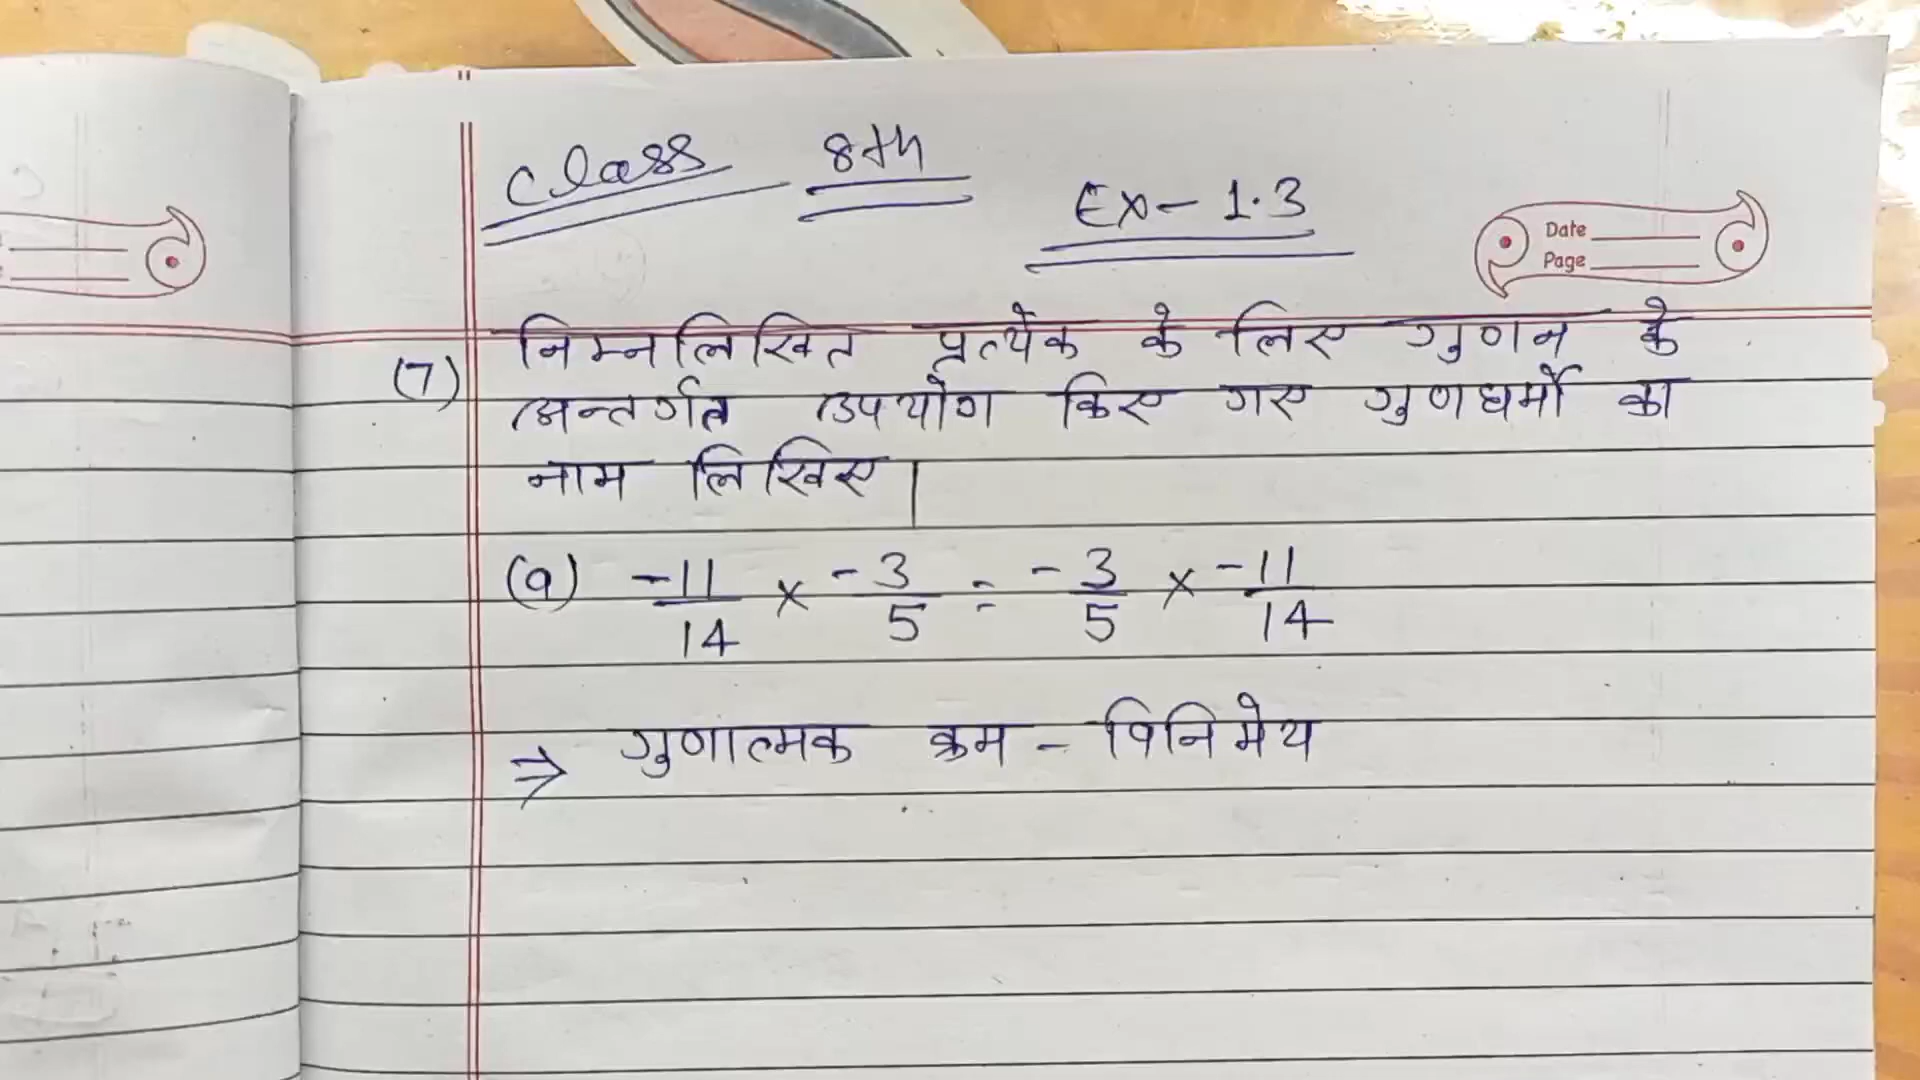 Class 8th
Ex - 1.3
Date
Page
(7) निम्नलिखित प्रत्येक के लिए गुणन के
अन्तर्गत उपयोग किए गए गुणधर्मो का
नाम लिखिए |
(a) -11/14 × -3/5 = -3/5 × -11/14
⇒ गुणात्मक क्रम - विनिमेय